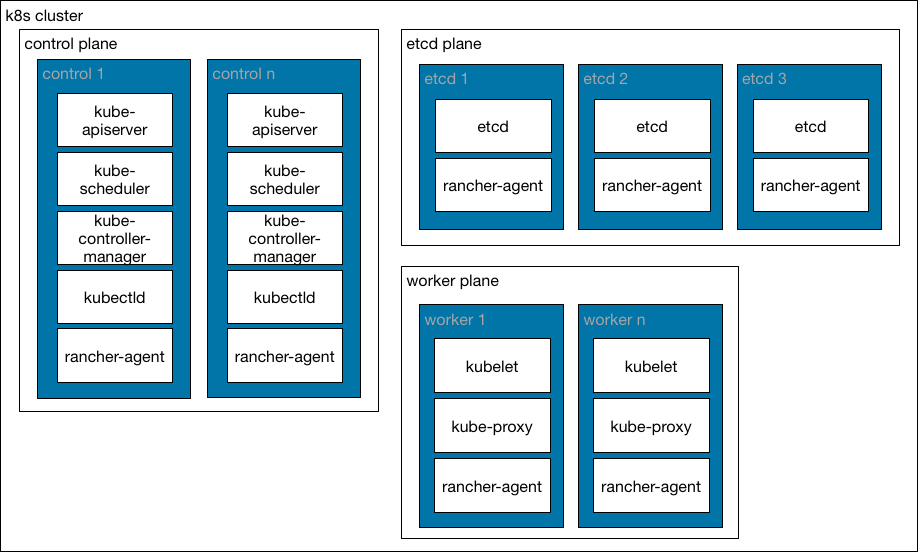 k8s cluster
control plane
control 1
kube-
apiserver
kube-
scheduler
kube-
controller-
manager
kubectld
rancher-agent
control n
kube-
apiserver
kube-
scheduler
kube-
controller-
manager
kubectld
rancher-agent
etcd plane
etcd 1
etcd
rancher-agent
etcd 2
etcd
rancher-agent
etcd 3
etcd
rancher-agent
worker plane
worker 1
kubelet
kube-proxy
rancher-agent
worker n
kubelet
kube-proxy
rancher-agent